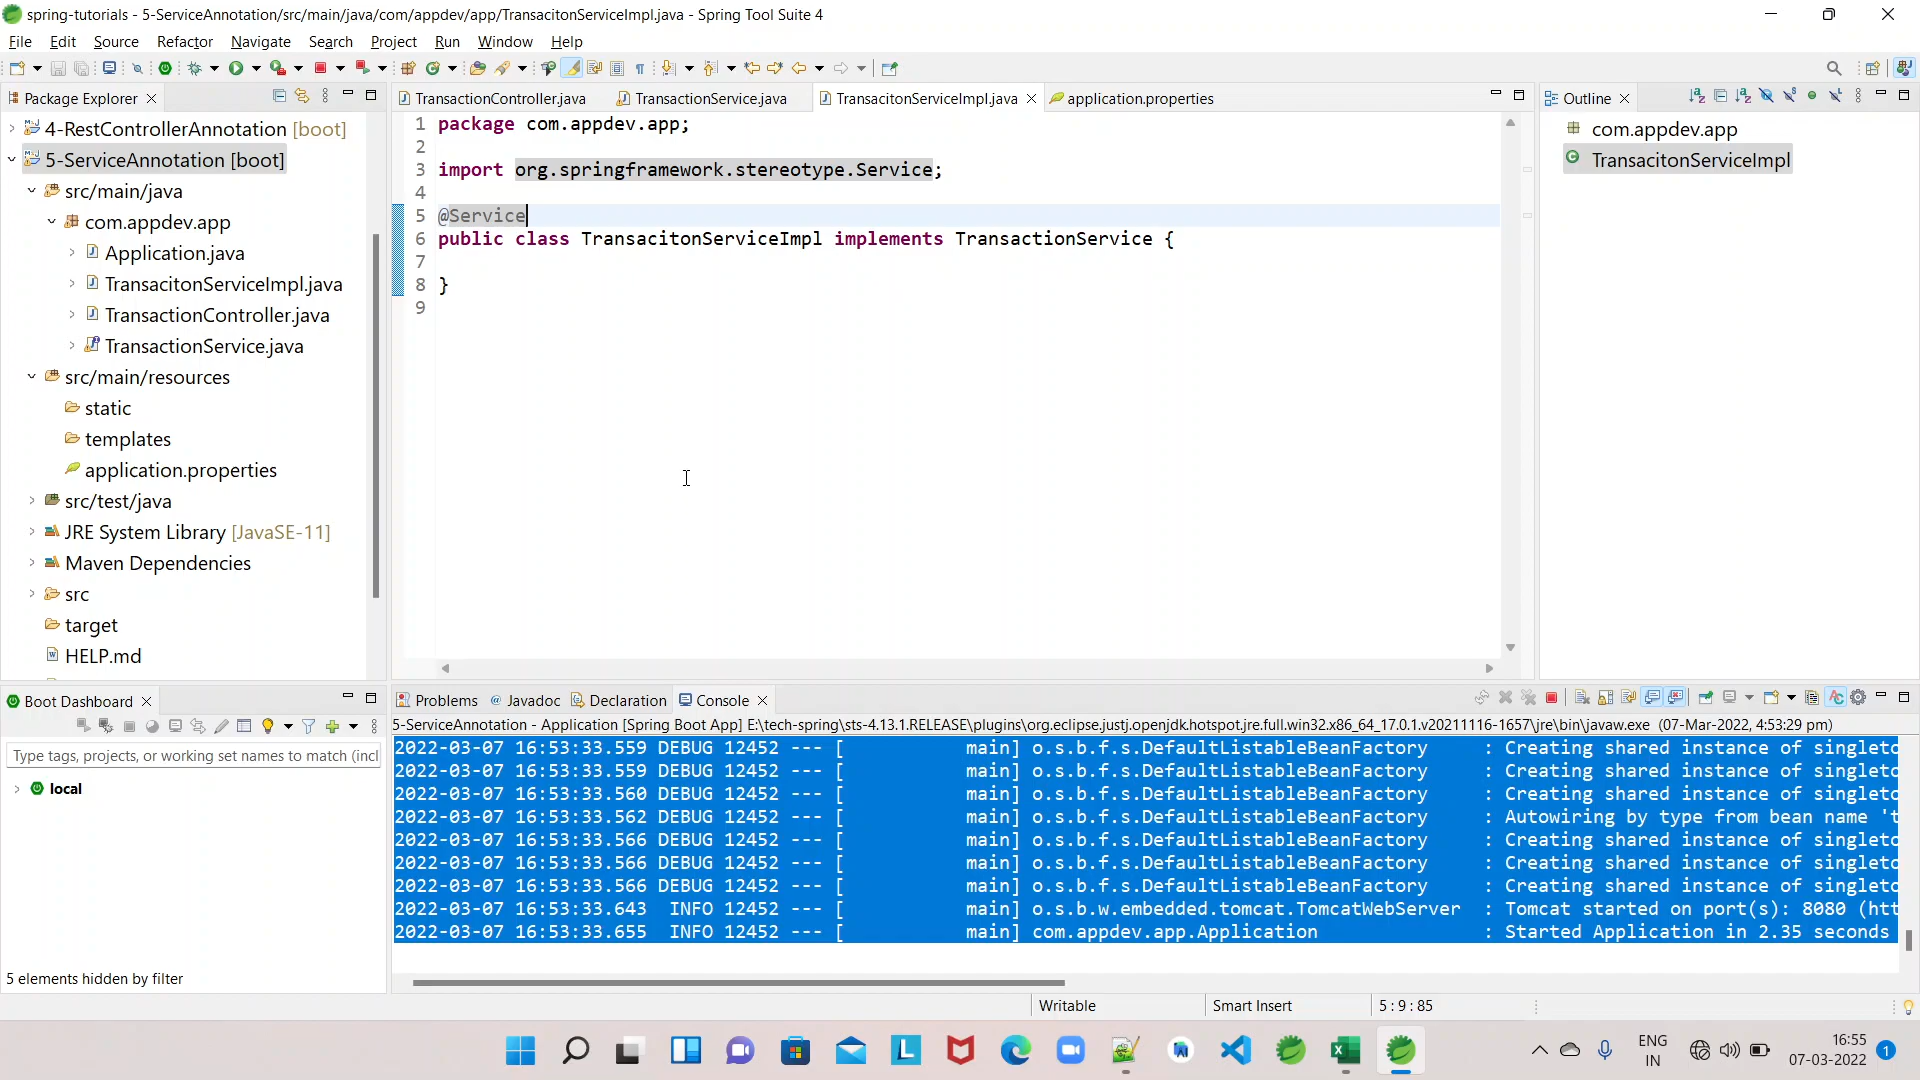 spring-tutorials - 5-ServiceAnnotation/src/main/java/com/appdev/app/TransacitonServiceImpl.java - Spring Tool Suite 4
File Edit Source Refactor Navigate Search Project Run Window Help
Package Explorer
4-RestControllerAnnotation [boot]
5-ServiceAnnotation [boot]
src/main/java
com.appdev.app
Application.java
TransacitonServiceImpl.java
TransactionController.java
TransactionService.java
src/main/resources
static
templates
application.properties
src/test/java
JRE System Library [JavaSE-11]
Maven Dependencies
src
target
HELP.md
TransactionController.java TransactionService.java TransacitonServiceImpl.java application.properties
1 package com.appdev.app;
2
3 import org.springframework.stereotype.Service;
4
5 @Service
6 public class TransacitonServiceImpl implements TransactionService {
7
8 }
9
Outline
com.appdev.app
TransacitonServiceImpl
Boot Dashboard
Type tags, projects, or working set names to match (incl
local
5 elements hidden by filter
Problems Javadoc Declaration Console
5-ServiceAnnotation - Application [Spring Boot App] E:\tech-spring\sts-4.13.1.RELEASE\plugins\org.eclipse.justj.openjdk.hotspot.jre.full.win32.x86_64_17.0.1.v20211116-1657\jre\bin\javaw.exe (07-Mar-2022, 4:53:29 pm)
2022-03-07 16:53:33.559 DEBUG 12452 --- [ main] o.s.b.f.s.DefaultListableBeanFactory : Creating shared instance of singleto
2022-03-07 16:53:33.559 DEBUG 12452 --- [ main] o.s.b.f.s.DefaultListableBeanFactory : Creating shared instance of singleto
2022-03-07 16:53:33.560 DEBUG 12452 --- [ main] o.s.b.f.s.DefaultListableBeanFactory : Creating shared instance of singleto
2022-03-07 16:53:33.562 DEBUG 12452 --- [ main] o.s.b.f.s.DefaultListableBeanFactory : Autowiring by type from bean name 't
2022-03-07 16:53:33.566 DEBUG 12452 --- [ main] o.s.b.f.s.DefaultListableBeanFactory : Creating shared instance of singleto
2022-03-07 16:53:33.566 DEBUG 12452 --- [ main] o.s.b.f.s.DefaultListableBeanFactory : Creating shared instance of singleto
2022-03-07 16:53:33.566 DEBUG 12452 --- [ main] o.s.b.f.s.DefaultListableBeanFactory : Creating shared instance of singleto
2022-03-07 16:53:33.643 INFO 12452 --- [ main] o.s.b.w.embedded.tomcat.TomcatWebServer : Tomcat started on port(s): 8080 (htt
2022-03-07 16:53:33.655 INFO 12452 --- [ main] com.appdev.app.Application : Started Application in 2.35 seconds
Writable Smart Insert 5 : 9 : 85
ENG
IN
16:55
07-03-2022
1